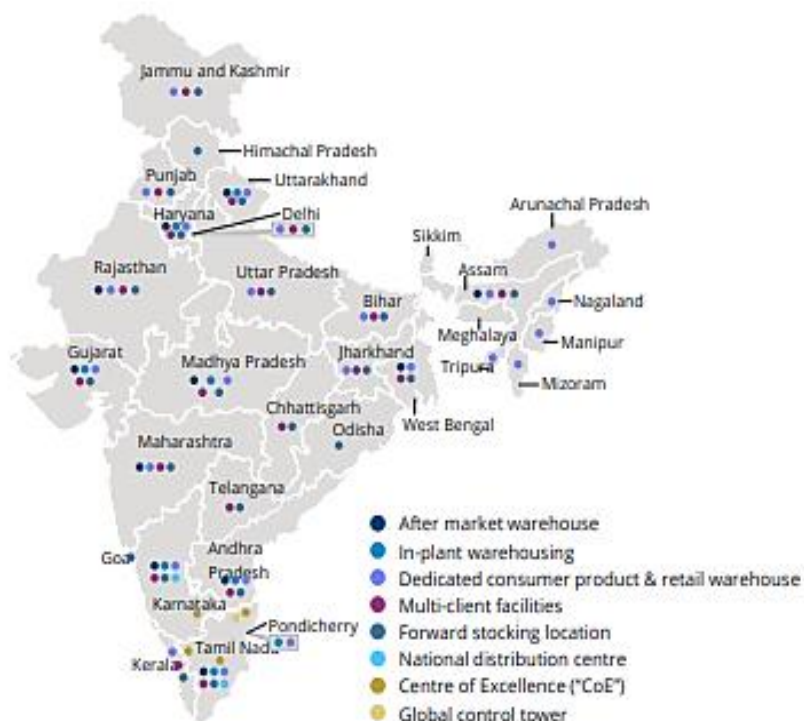 Jammu and Kashmir
Himachal Pradesh
Punjab
Uttarakhand
Haryana
Delhi
Arunachal Pradesh
Sikkim
Rajasthan
Uttar Pradesh
Assam
Bihar
Nagaland
Meghalaya
Manipur
Gujarat
Madhya Pradesh
Jharkhand
Tripura
Mizoram
Chhattisgarh
West Bengal
Odisha
Maharashtra
Telangana
After market warehouse
In-plant warehousing
Dedicated consumer product & retail warehouse
Multi-client facilities
Forward stocking location
National distribution centre
Centre of Excellence ("CoE")
Global control tower
Goa
Andhra
Pradesh
Karnataka
Pondicherry
Tamil Nadu
Kerala